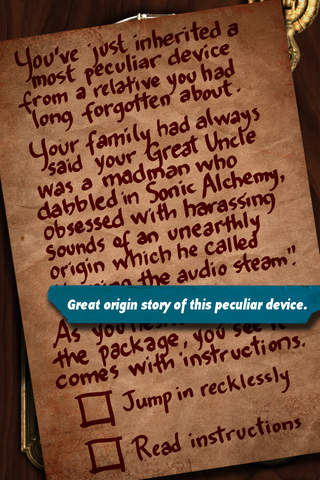 You've just inherited a
most peculiar device
from a relative you had
long forgotten about.
Your family had always
said your Great Uncle
was a madman who
dabbled in Sonic Alchemy,
obsessed with harassing
sounds of an unearthly
origin which he called
the audio steam".
Great origin story of this peculiar device.
As you
the package, you see it
comes with instructions.
Jump in recklessly
Read instructions